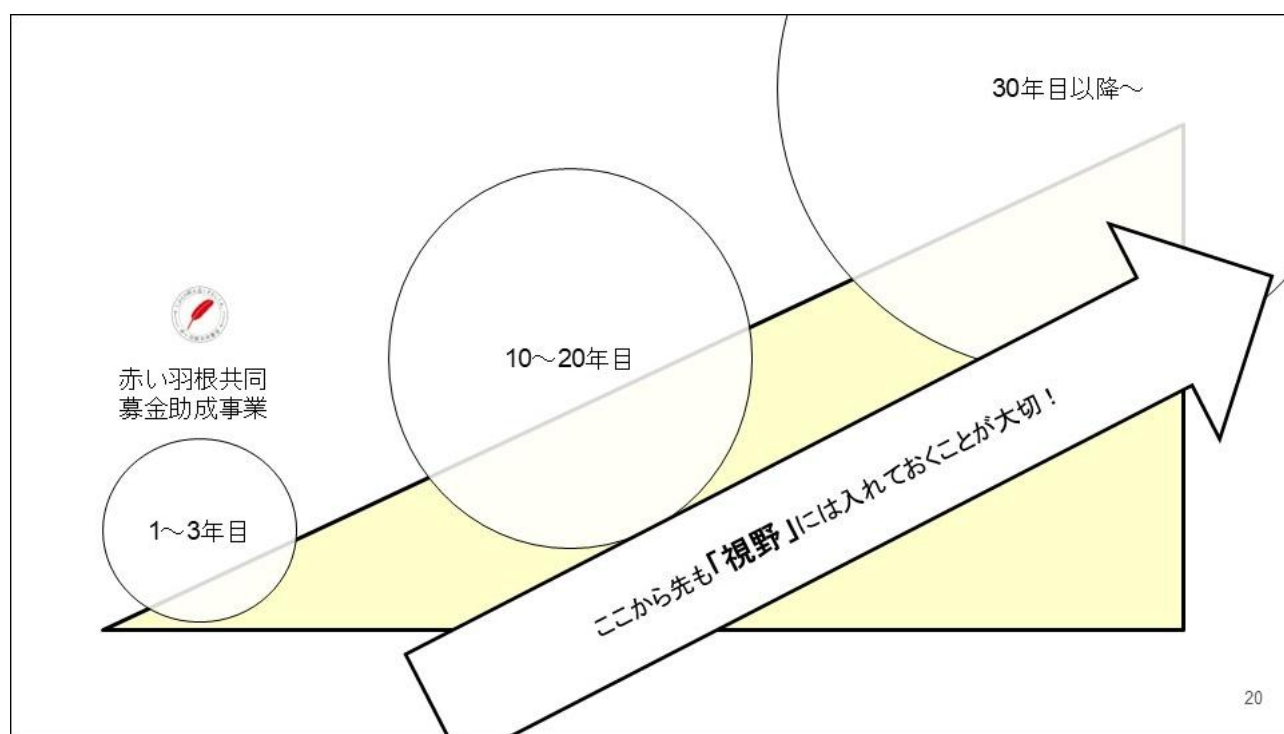 30年目以降～
10～20年目
赤い羽根共同
募金助成事業
1～3年目
ここから先も「視野」には入れておくことが大切！
20